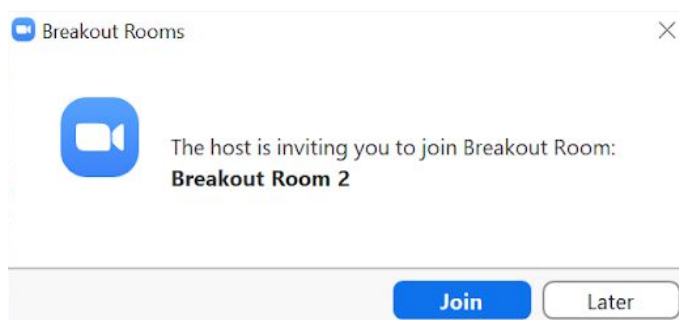 Breakout Rooms
The host is inviting you to join Breakout Room:
Breakout Room 2
Join
Later